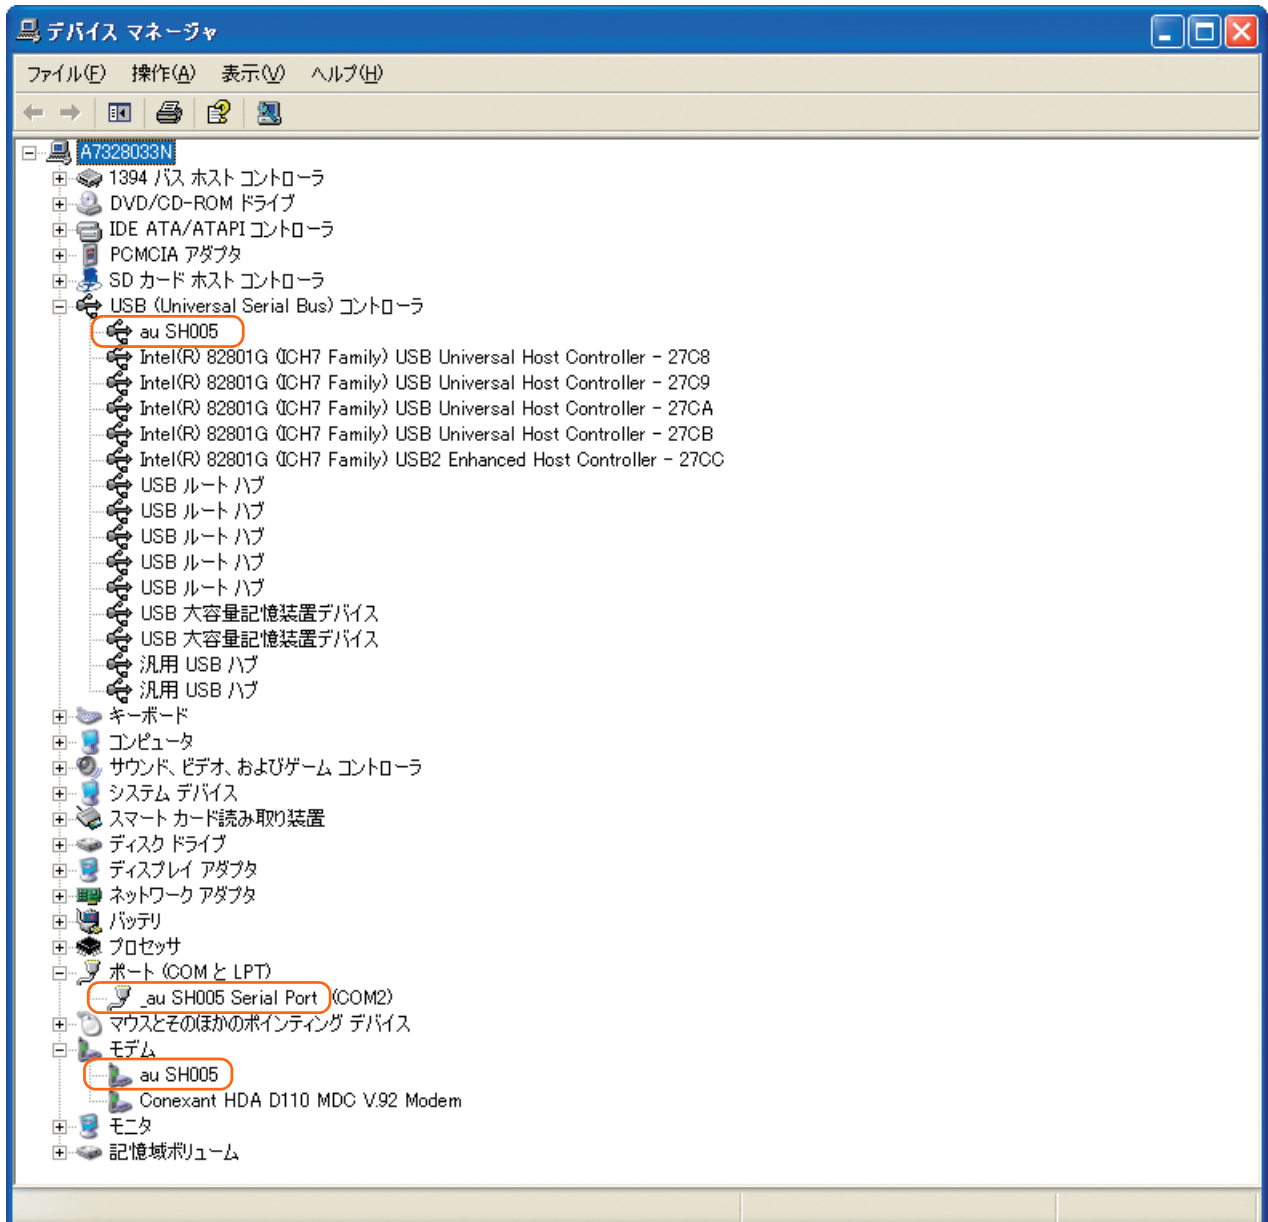 デバイス マネージャ
ファイル(F) 操作(A) 表示(V) ヘルプ(H)
A7328033N
1394 バス ホスト コントローラ
DVD/CD-ROM ドライブ
IDE ATA/ATAPI コントローラ
PCMCIA アダプタ
SD カード ホスト コントローラ
USB (Universal Serial Bus) コントローラ
au SH005
Intel(R) 82801G (ICH7 Family) USB Universal Host Controller - 27C8
Intel(R) 82801G (ICH7 Family) USB Universal Host Controller - 27C9
Intel(R) 82801G (ICH7 Family) USB Universal Host Controller - 27CA
Intel(R) 82801G (ICH7 Family) USB Universal Host Controller - 27CB
Intel(R) 82801G (ICH7 Family) USB2 Enhanced Host Controller - 27CC
USB ルート ハブ
USB ルート ハブ
USB ルート ハブ
USB ルート ハブ
USB ルート ハブ
USB 大容量記憶装置デバイス
USB 大容量記憶装置デバイス
汎用 USB ハブ
汎用 USB ハブ
キーボード
コンピュータ
サウンド、ビデオ、およびゲーム コントローラ
システム デバイス
スマート カード読み取り装置
ディスク ドライブ
ディスプレイ アダプタ
ネットワーク アダプタ
バッテリ
プロセッサ
ポート (COM と LPT)
_au SH005 Serial Port (COM2)
マウスとそのほかのポインティング デバイス
モデム
au SH005
Conexant HDA D110 MDC V.92 Modem
モニタ
記憶域ボリューム